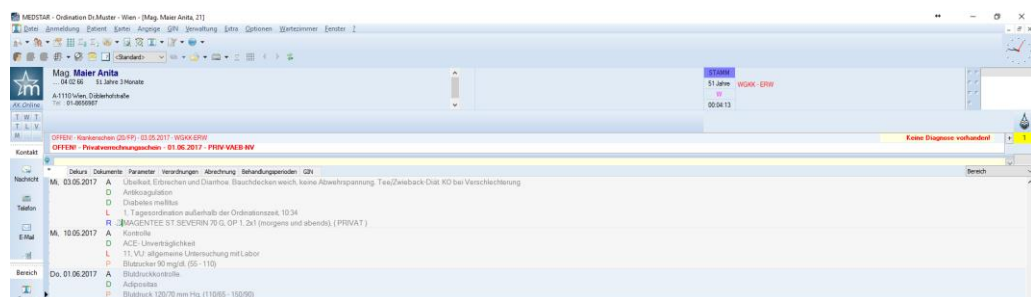 MEDSTAR - Ordination Dr.Muster - Wien - [Mag. Maier Anita, 21]
Datei Anmeldung Patient Kartei Anzeige GIN Verwaltung Extra Optionen Wartezimmer Fenster ?
<Standard>
Mag. Maier Anita
... 04 02 66 51 Jahre 3 Monate
A-1110 Wien, Döblerhofstraße
Tel 01-8656987
STAMM
51 Jahre WGKK - ERW
W
00:04:13
AK Online
T W T
T L V
M
OFFEN! - Krankenschein (20/FP) - 03.05.2017 - WGKK-ERW
Keine Diagnose vorhanden!
1
OFFEN! - Privatverrechnungsschein - 01.06.2017 - PRIV-VAEB-NV
Kontakt
Nachricht
Telefon
E-Mail
Bereich
Dekurs Dokumente Parameter Verordnungen Abrechnung Behandlungsperioden GIN
Bereich
Mi, 03.05.2017 A Übelkeit, Erbrechen und Diarrhoe. Bauchdecken weich, keine Abwehrspannung. Tee/Zwieback-Diät. KO bei Verschlechterung
D Antikoagulation
D Diabetes mellitus
L 1, Tagesordination außerhalb der Ordinationszeit, 10:34
R MAGENTEE ST.SEVERIN 70 G, OP 1, 2x1 (morgens und abends), ( PRIVAT )
Mi, 10.05.2017 A Kontrolle
D ACE- Unverträglichkeit
L 11, VU: allgemeine Untersuchung mit Labor
P Blutzucker 90 mg/dl, (55 - 110)
Do, 01.06.2017 A Blutdruckkontrolle
D Adipositas
P Blutdruck 120/70 mm Hg, (110/65 - 150/90)